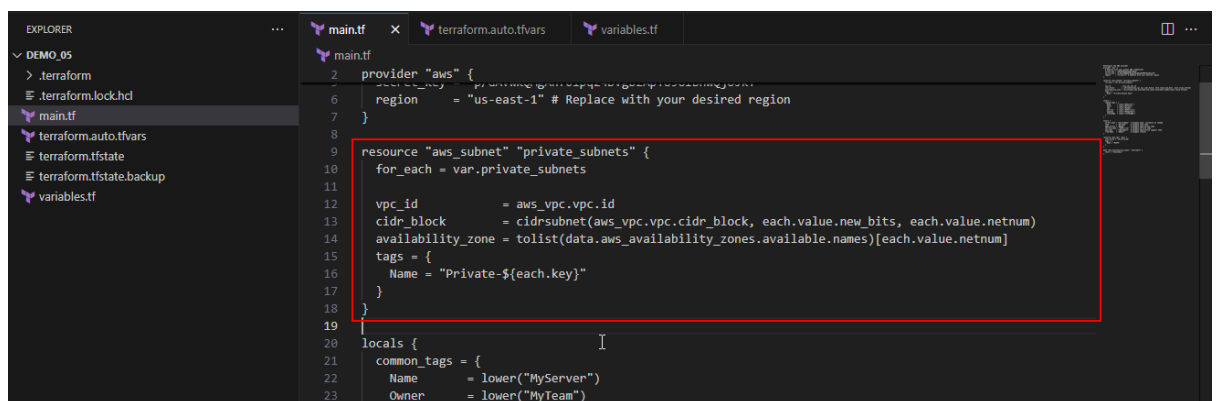 EXPLORER
DEMO_05
.terraform
.terraform.lock.hcl
main.tf
terraform.auto.tfvars
terraform.tfstate
terraform.tfstate.backup
variables.tf
main.tf
terraform.auto.tfvars
variables.tf
main.tf
2 provider "aws" {
6 region = "us-east-1" # Replace with your desired region
7 }
8
9 resource "aws_subnet" "private_subnets" {
10 for_each = var.private_subnets
11
12 vpc_id = aws_vpc.vpc.id
13 cidr_block = cidrsubnet(aws_vpc.vpc.cidr_block, each.value.new_bits, each.value.netnum)
14 availability_zone = tolist(data.aws_availability_zones.available.names)[each.value.netnum]
15 tags = {
16 Name = "Private-${each.key}"
17 }
18 }
19
20 locals {
21 common_tags = {
22 Name = lower("MyServer")
23 Owner = lower("MyTeam")